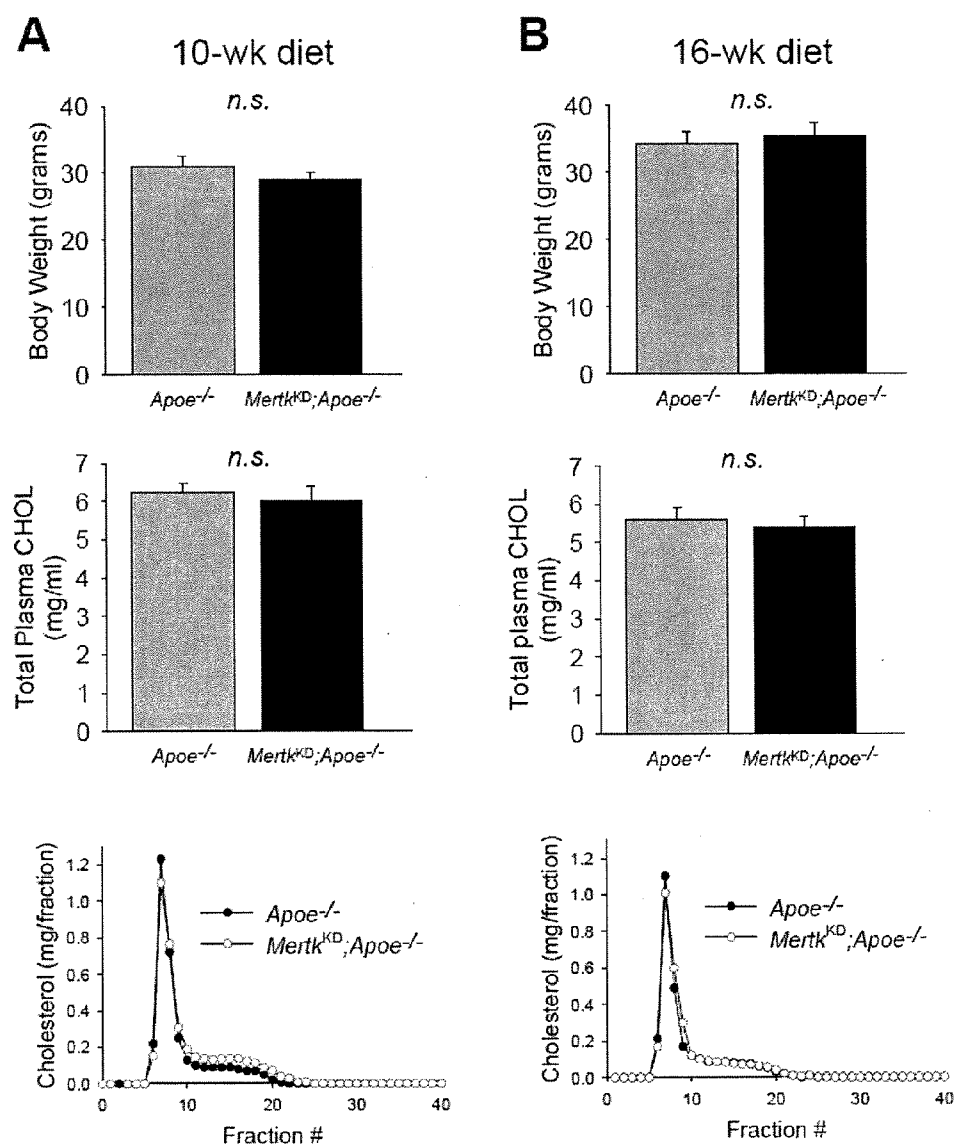 A
10-wk diet
n.s.
Body Weight (grams)
40
30
20
10
0
Apoe-/-
MertkKD;Apoe-/-
n.s.
Total Plasma CHOL
(mg/ml)
7
6
5
4
3
2
1
0
Apoe-/-
MertkKD;Apoe-/-
Cholesterol (mg/fraction)
1.2
1.0
0.8
0.6
0.4
0.2
0.0
Apoe-/-
MertkKD;Apoe-/-
0 10 20 30 40
Fraction #
B
16-wk diet
n.s.
Body Weight (grams)
40
30
20
10
0
Apoe-/-
MertkKD;Apoe-/-
n.s.
Total plasma CHOL
(mg/ml)
7
6
5
4
3
2
1
0
Apoe-/-
MertkKD;Apoe-/-
Cholesterol (mg/fraction)
1.2
1.0
0.8
0.6
0.4
0.2
0.0
Apoe-/-
MertkKD;Apoe-/-
0 10 20 30 40
Fraction #